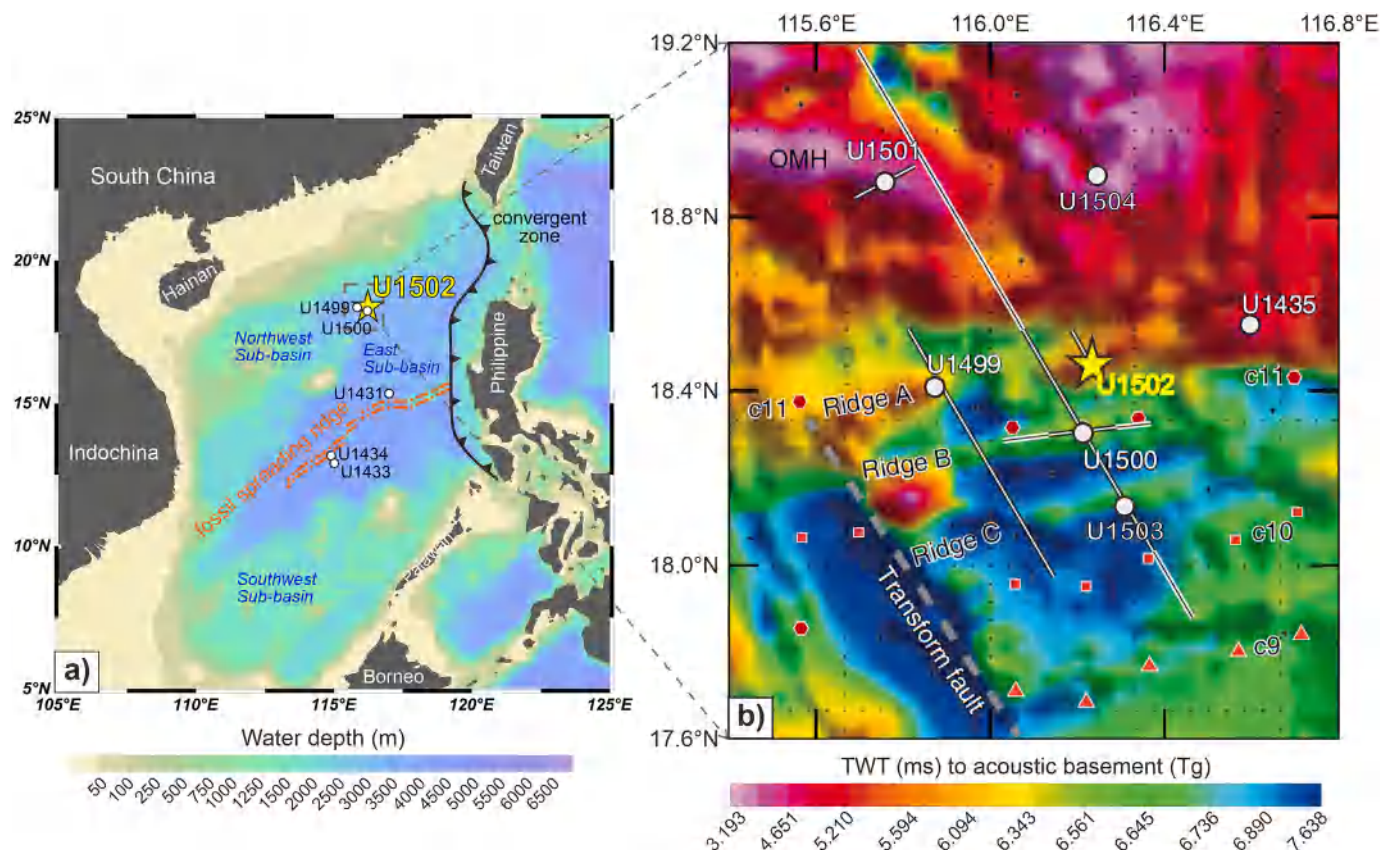 25°N
20°N
15°N
10°N
5°N
105°E
110°E
115°E
120°E
125°E
South China
Taiwan
convergent
zone
Hainan
U1502
U1499
U1500
Northwest
Sub-basin
East
Sub-basin
Philippine
U1431
fossil spreading ridge
Indochina
U1434
U1433
Southwest
Sub-basin
Palawan
Borneo
a)
Water depth (m)
50
100
250
500
750
1000
1500
2000
2500
3000
3500
4000
4500
5000
5500
6000
6500
115.6°E
116.0°E
116.4°E
116.8°E
19.2°N
18.8°N
18.4°N
18.0°N
17.6°N
OMH
U1501
U1504
U1435
U1499
U1502
c11
c11
Ridge A
Ridge B
U1500
U1503
Ridge C
c10
Transform fault
c9
b)
TWT (ms) to acoustic basement (Tg)
3.193
4.651
5.210
5.594
6.094
6.343
6.561
6.645
6.736
6.890
7.638